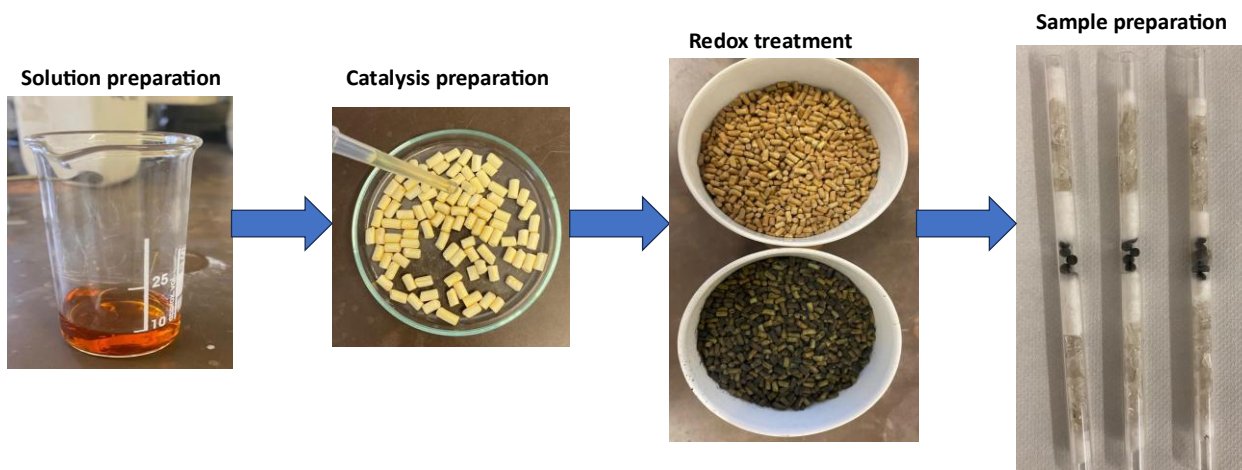 Solution preparation
Catalysis preparation
Redox treatment
Sample preparation
25
10